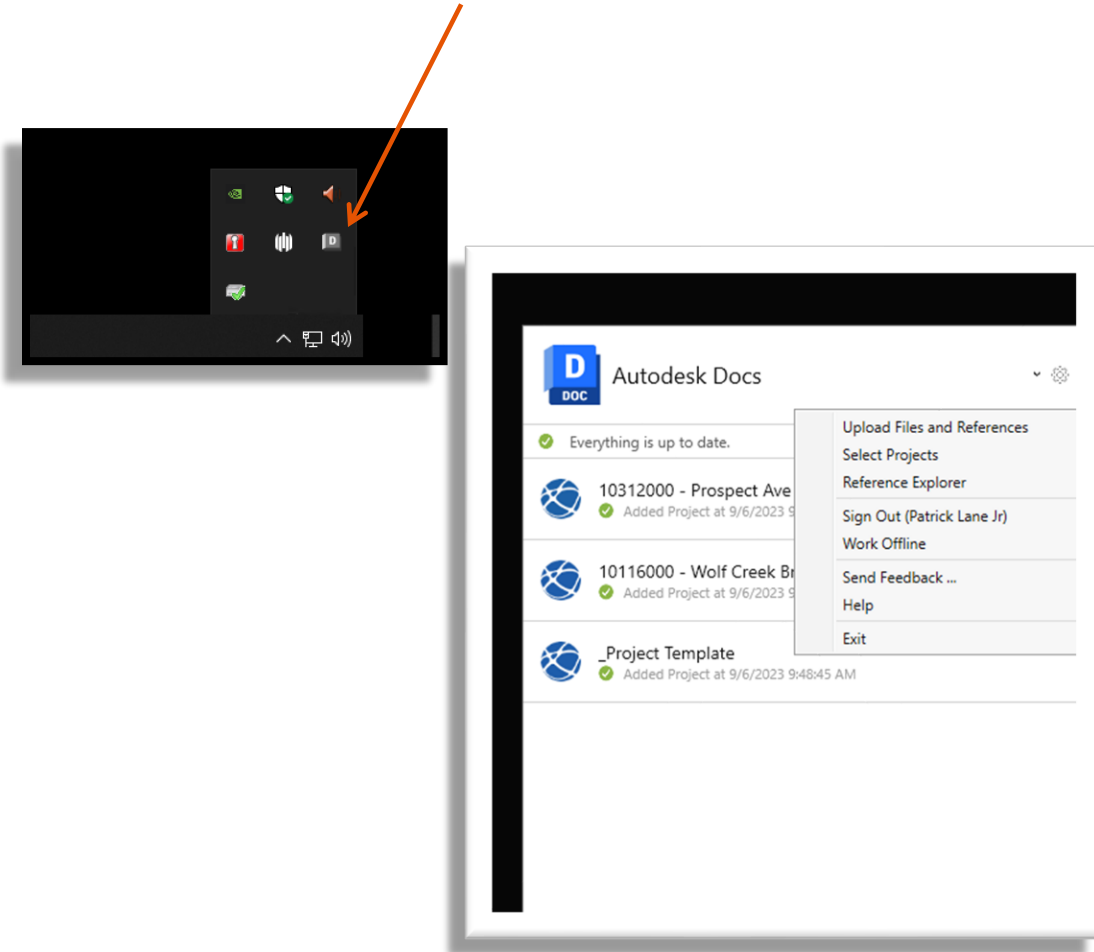 D
D
DOC
Autodesk Docs
Everything is up to date.
Upload Files and References
Select Projects
Reference Explorer
Sign Out (Patrick Lane Jr)
Work Offline
Send Feedback ...
Help
Exit
10312000 - Prospect Ave
Added Project at 9/6/2023 9
10116000 - Wolf Creek Br
Added Project at 9/6/2023 9
_Project Template
Added Project at 9/6/2023 9:48:45 AM